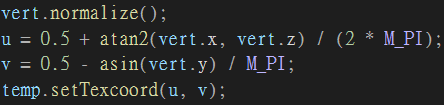 vert.normalize();
u = 0.5 + atan2(vert.x, vert.z) / (2 * M_PI);
v = 0.5 - asin(vert.y) / M_PI;
temp.setTexcoord(u, v);